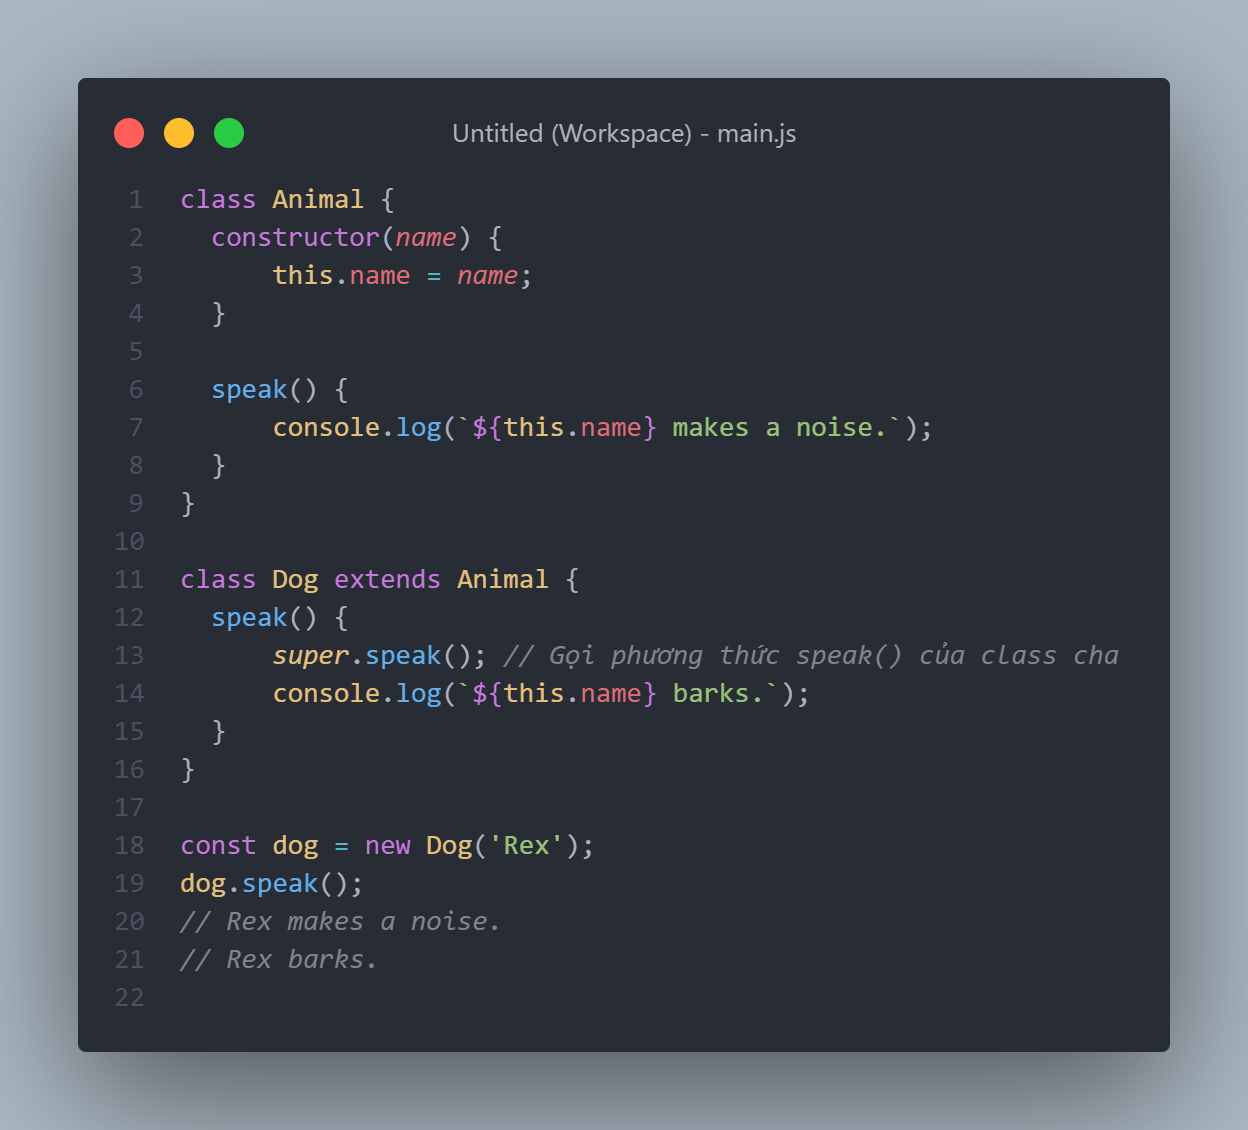 Untitled (Workspace) - main.js
1 class Animal {
2   constructor(name) {
3       this.name = name;
4   }
5
6   speak() {
7       console.log(`${this.name} makes a noise.`);
8   }
9 }
10
11 class Dog extends Animal {
12   speak() {
13       super.speak(); // Gọi phương thức speak() của class cha
14       console.log(`${this.name} barks.`);
15   }
16 }
17
18 const dog = new Dog('Rex');
19 dog.speak();
20 // Rex makes a noise.
21 // Rex barks.
22